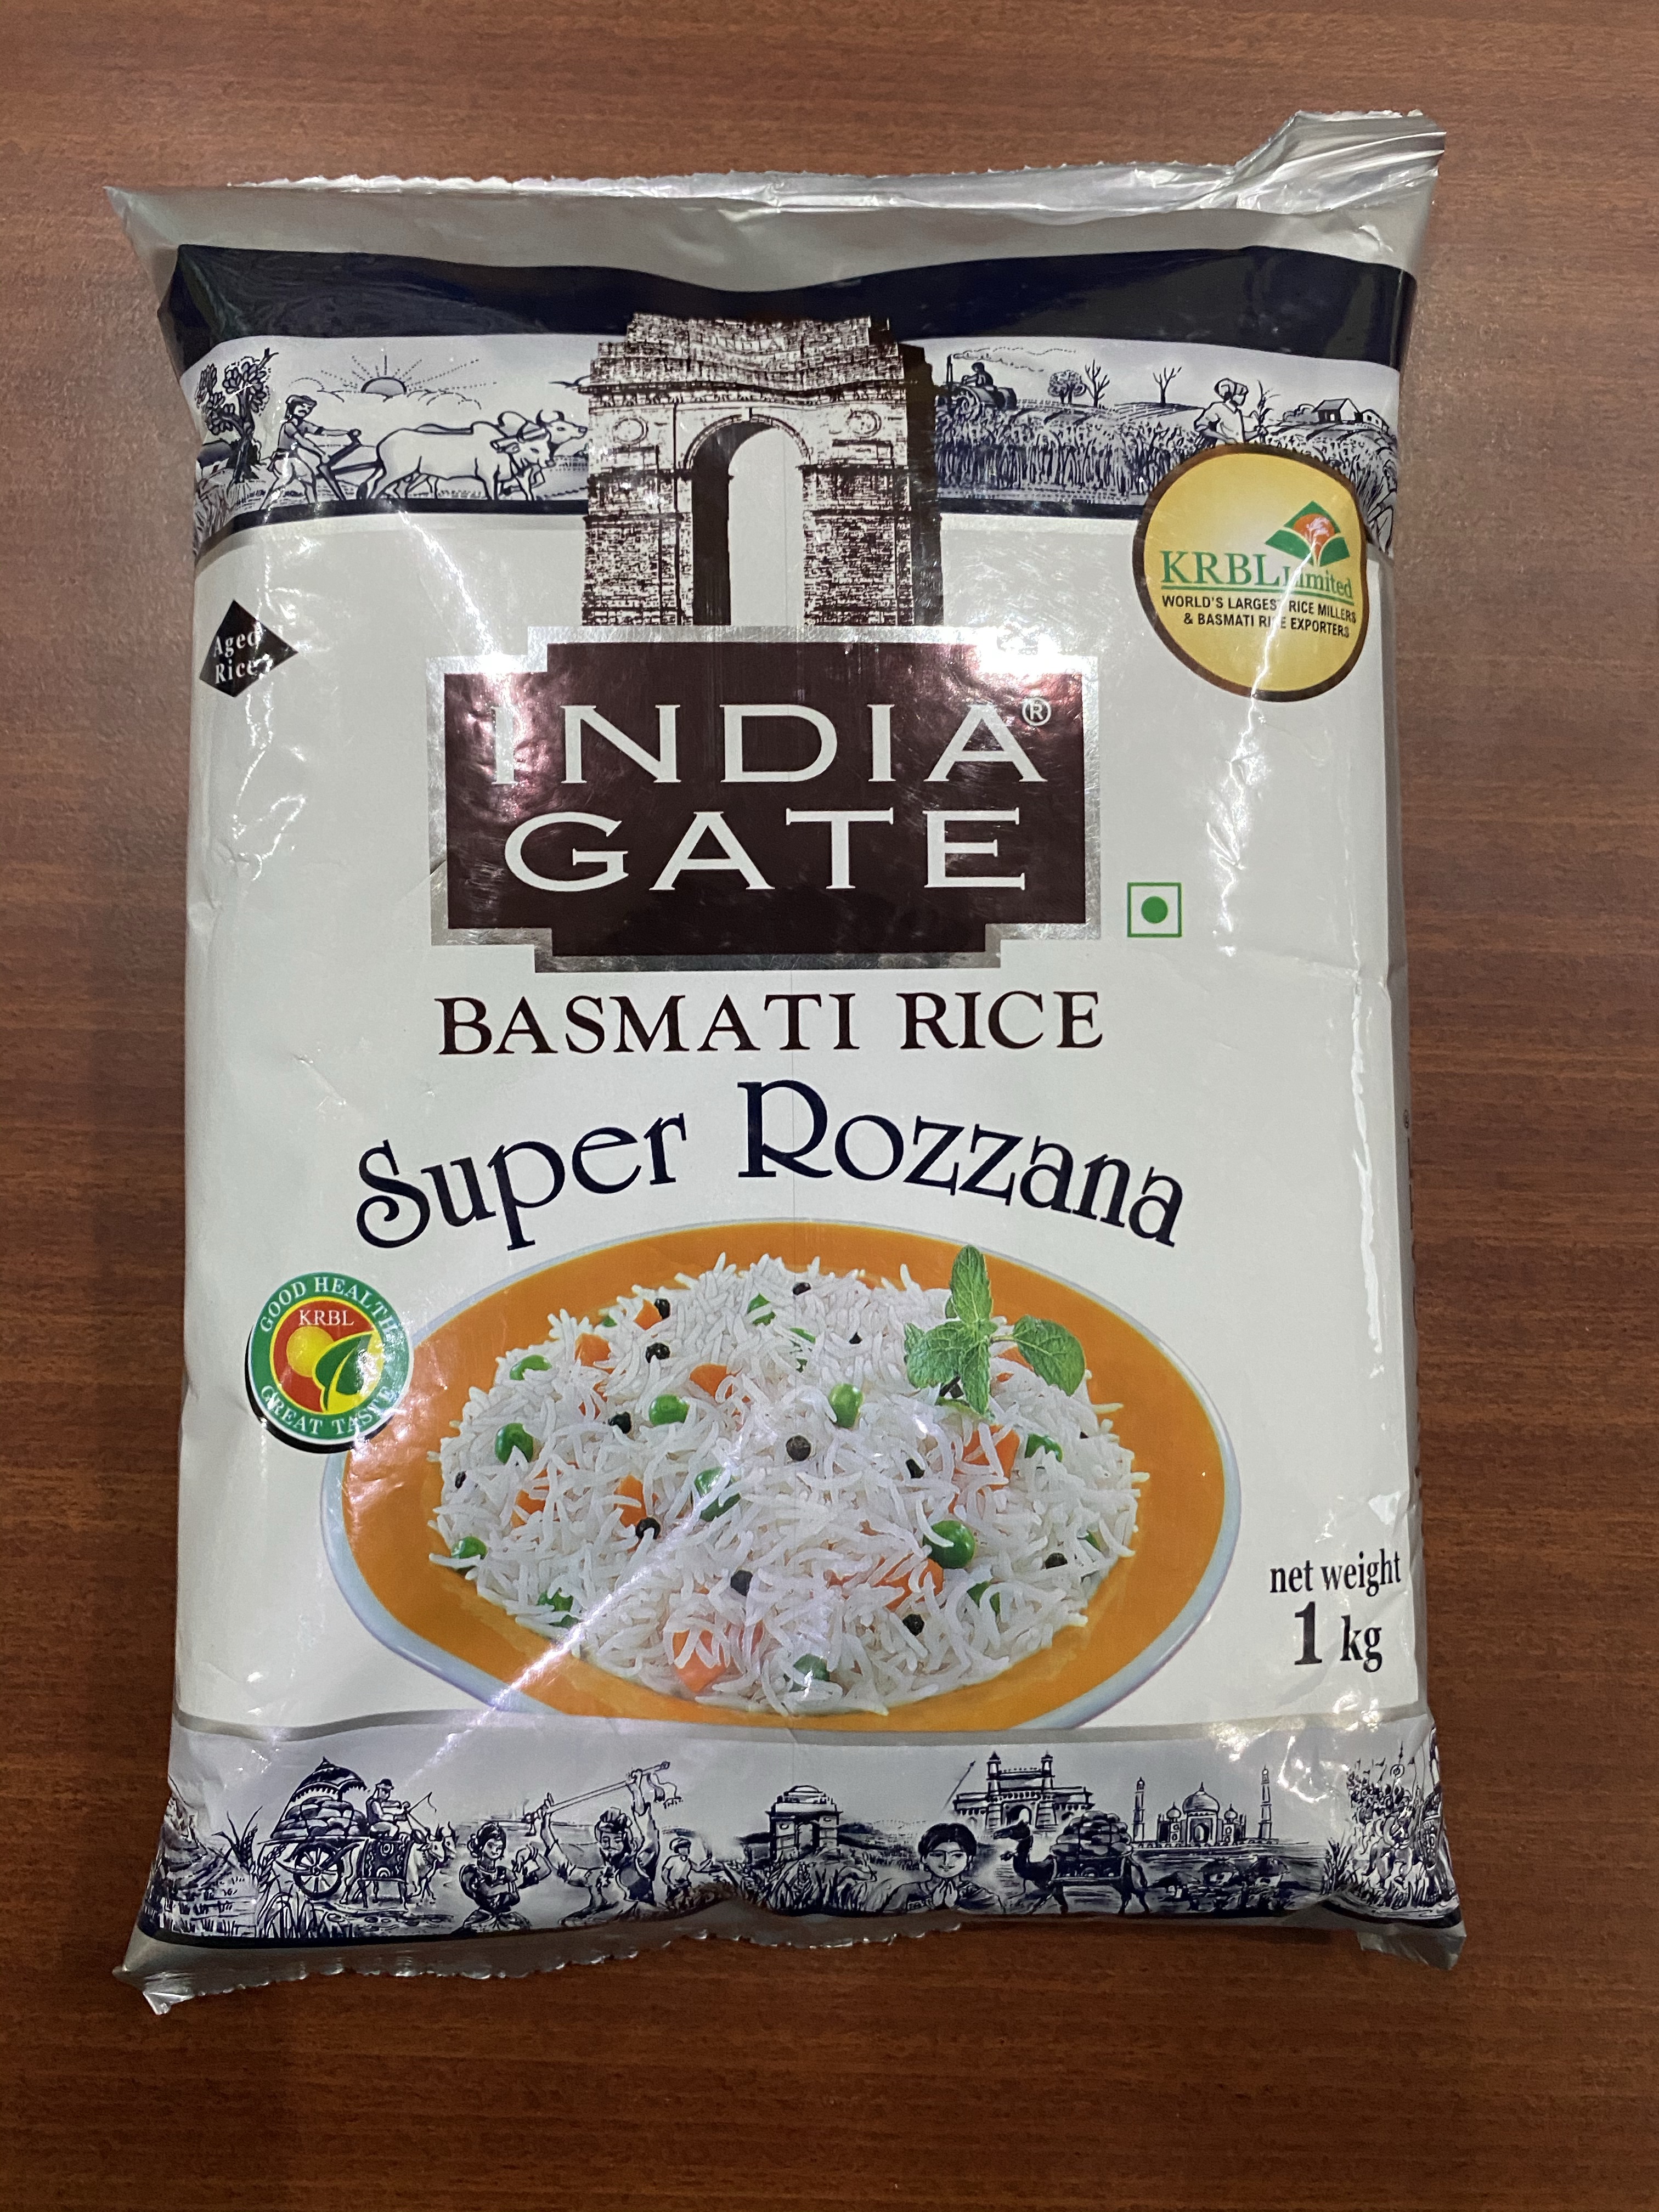 KRBL Limited
WORLD'S LARGEST RICE MILLERS
& BASMATI RICE EXPORTERS
Aged
Rice
INDIA®
GATE
BASMATI RICE
Super Rozzana
GOOD HEALTH
KRBL
GREAT TASTE
net weight
1 kg